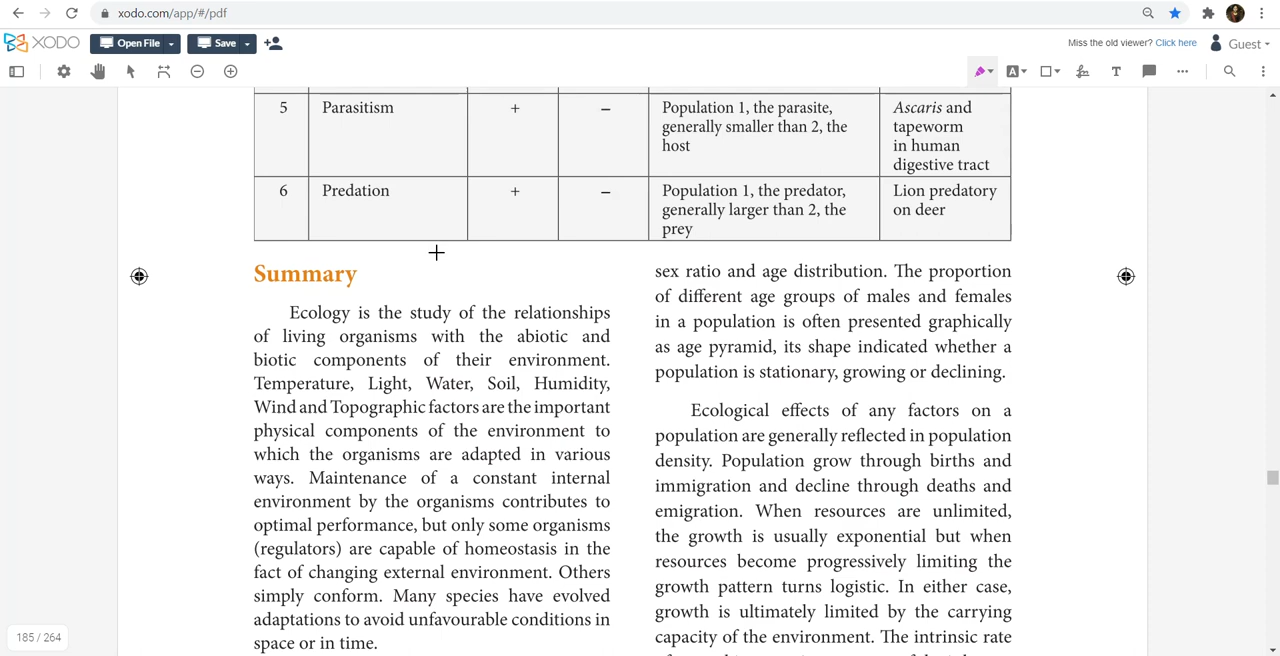 xodo.com/app/#/pdf
XODO
Open File
Save
Miss the old viewer? Click here
Guest
5 Parasitism + – Population 1, the parasite, generally smaller than 2, the host Ascaris and tapeworm in human digestive tract
6 Predation + – Population 1, the predator, generally larger than 2, the prey Lion predatory on deer
Summary
Ecology is the study of the relationships
of living organisms with the abiotic and
biotic components of their environment.
Temperature, Light, Water, Soil, Humidity,
Wind and Topographic factors are the important
physical components of the environment to
which the organisms are adapted in various
ways. Maintenance of a constant internal
environment by the organisms contributes to
optimal performance, but only some organisms
(regulators) are capable of homeostasis in the
fact of changing external environment. Others
simply conform. Many species have evolved
adaptations to avoid unfavourable conditions in
space or in time.
sex ratio and age distribution. The proportion
of different age groups of males and females
in a population is often presented graphically
as age pyramid, its shape indicated whether a
population is stationary, growing or declining.
Ecological effects of any factors on a
population are generally reflected in population
density. Population grow through births and
immigration and decline through deaths and
emigration. When resources are unlimited,
the growth is usually exponential but when
resources become progressively limiting the
growth pattern turns logistic. In either case,
growth is ultimately limited by the carrying
capacity of the environment. The intrinsic rate
185 / 264